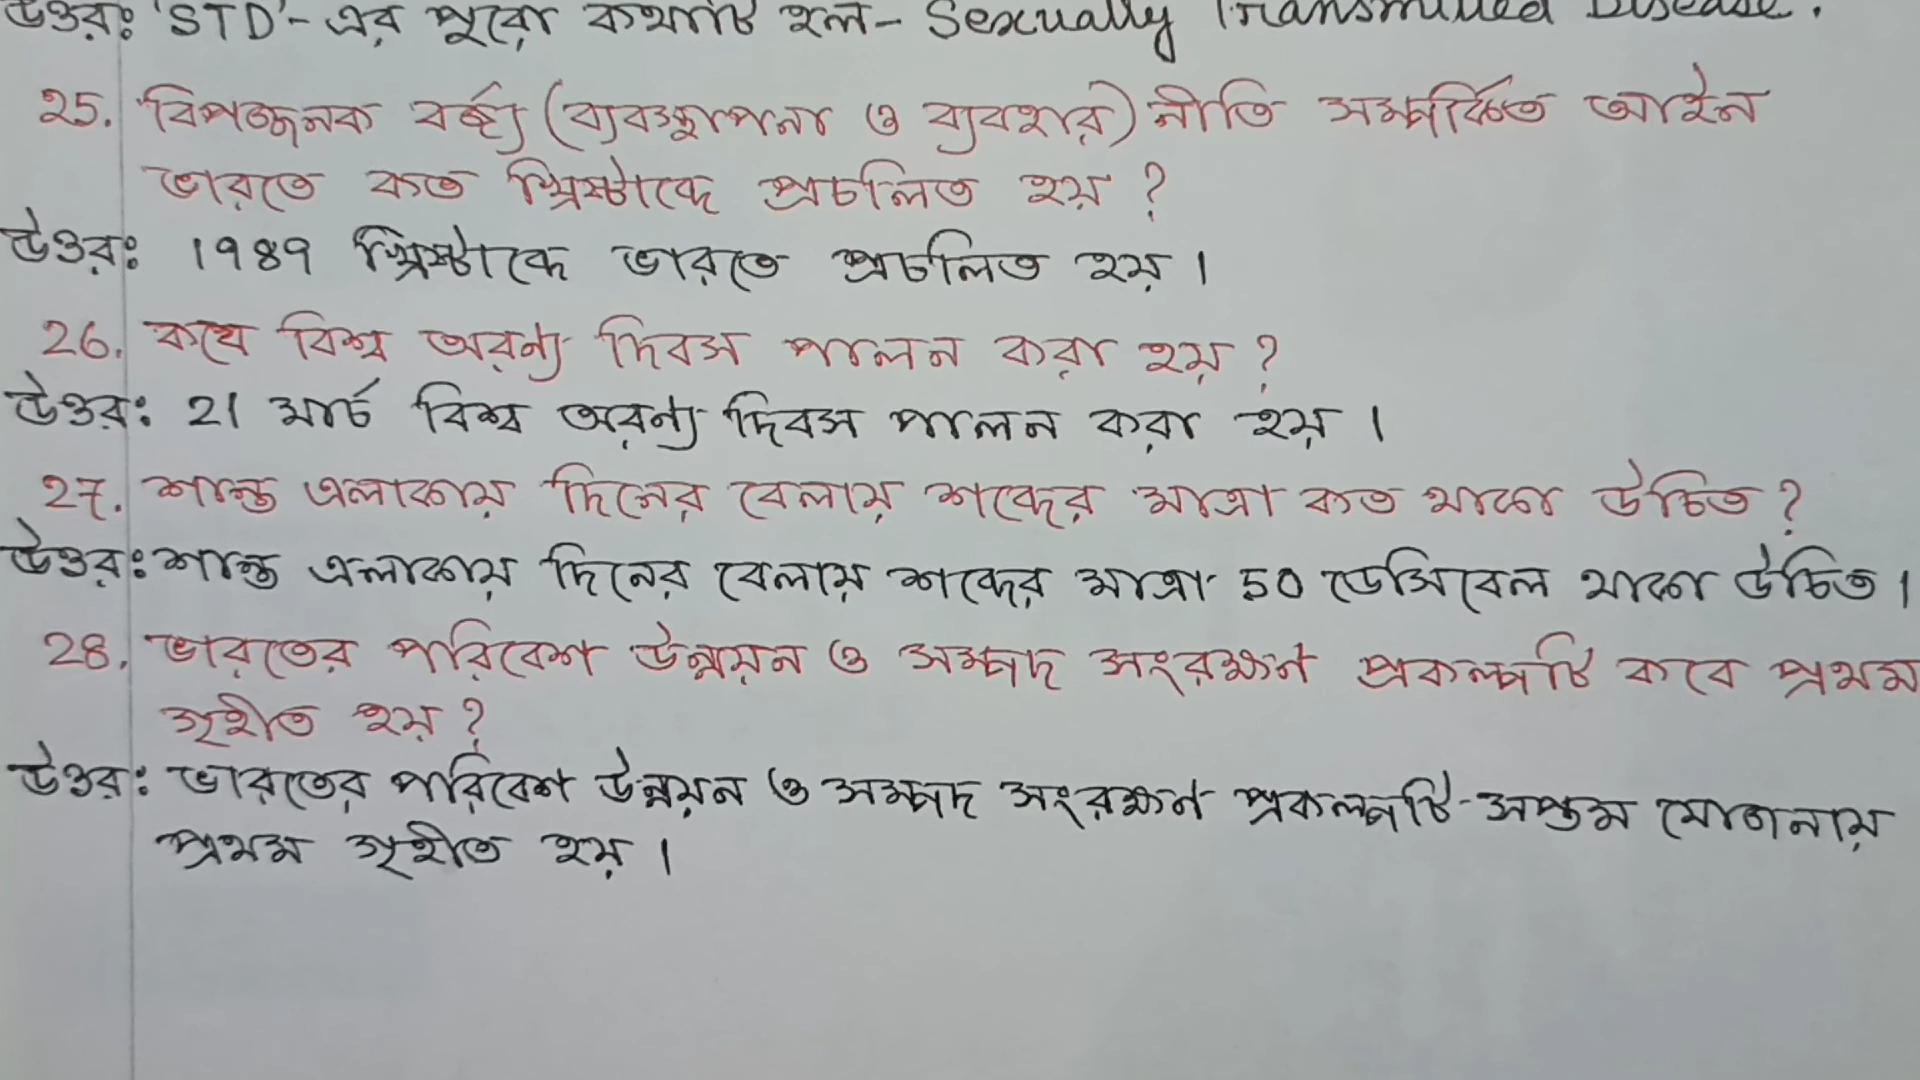 উত্তর: 'STD'- এর পুরো কথাটি হল- Sexually Transmitted Disease.
25. বিপজ্জনক বর্জ্য (ব্যবস্থাপনা ও ব্যবহার) নীতি সম্পর্কিত আইন
ভারতে কত খ্রিস্টাব্দে প্রচলিত হয় ?
উত্তর: 1989 খ্রিস্টাব্দে ভারতে প্রচলিত হয় ।
26. কবে বিশ্ব অরণ্য দিবস পালন করা হয় ?
উত্তর: 21 মার্চ বিশ্ব অরণ্য দিবস পালন করা হয় ।
27. শান্ত এলাকায় দিনের বেলায় শব্দের মাত্রা কত থাকা উচিত ?
উত্তর: শান্ত এলাকায় দিনের বেলায় শব্দের মাত্রা 50 ডেসিবেল থাকা উচিত ।
28. ভারতের পরিবেশ উন্নয়ন ও সম্পদ সংরক্ষণ প্রকল্পটি কবে প্রথম
গৃহীত হয় ?
উত্তর: ভারতের পরিবেশ উন্নয়ন ও সম্পদ সংরক্ষণ প্রকল্পটি সপ্তম যোজনায়
প্রথম গৃহীত হয় ।